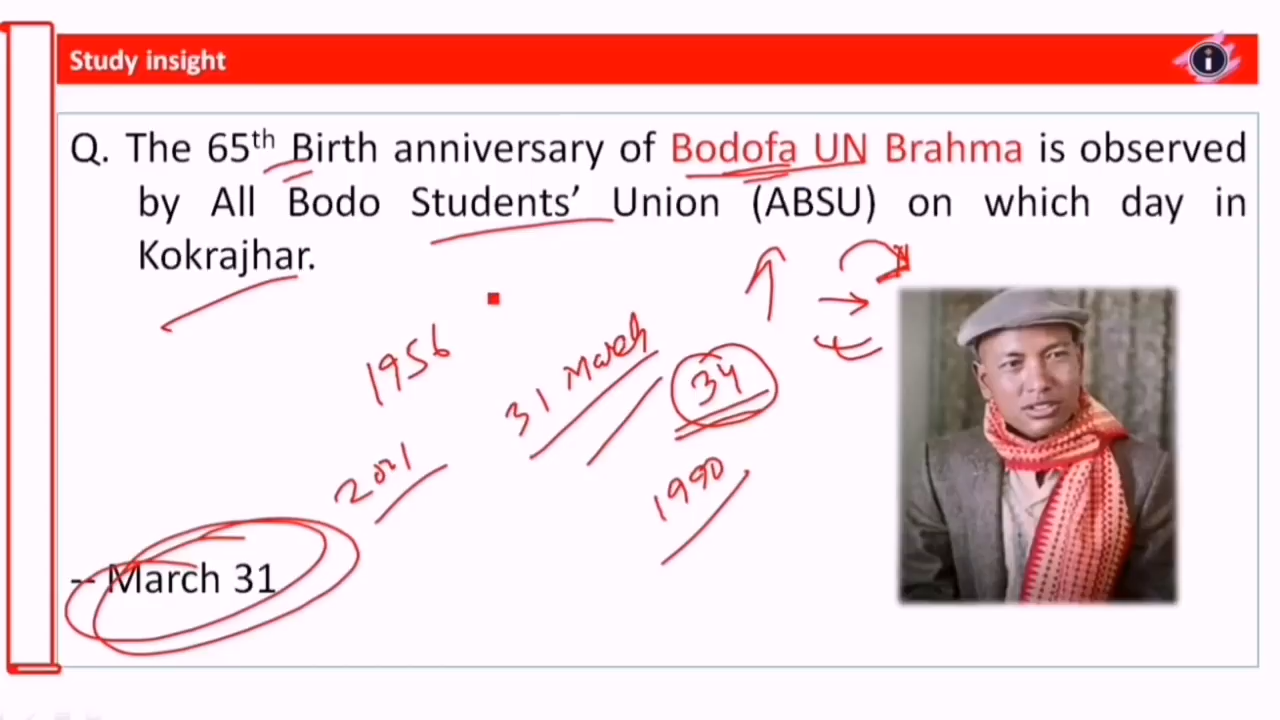 Study insight
Q. The 65th Birth anniversary of Bodofa UN Brahma is observed
by All Bodo Students’ Union (ABSU) on which day in
Kokrajhar.
1956
31 March
34
2021
1990
-- March 31